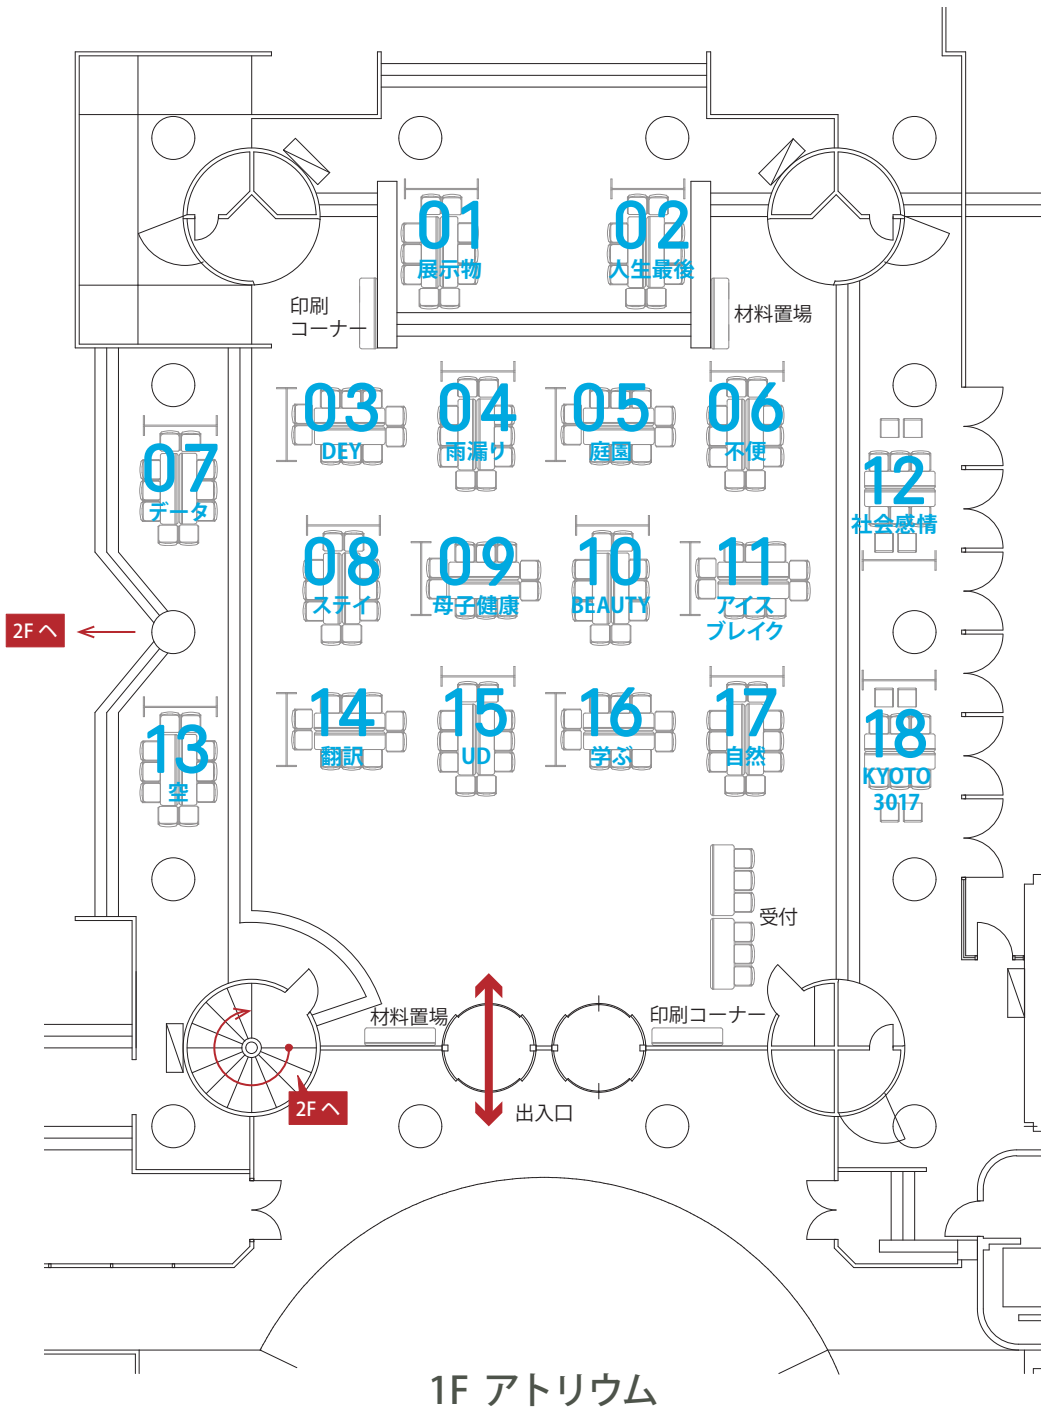 01
展示物
02
人生最後
印刷
コーナー
材料置場
03
DEY
04
雨漏り
05
庭園
06
不便
07
データ
12
社会感情
08
ステイ
09
母子健康
10
BEAUTY
11
アイス
ブレイク
2F へ
13
空
14
翻訳
15
UD
16
学ぶ
17
自然
18
KYOTO
3017
受付
材料置場
印刷コーナー
2F へ
出入口
1F アトリウム